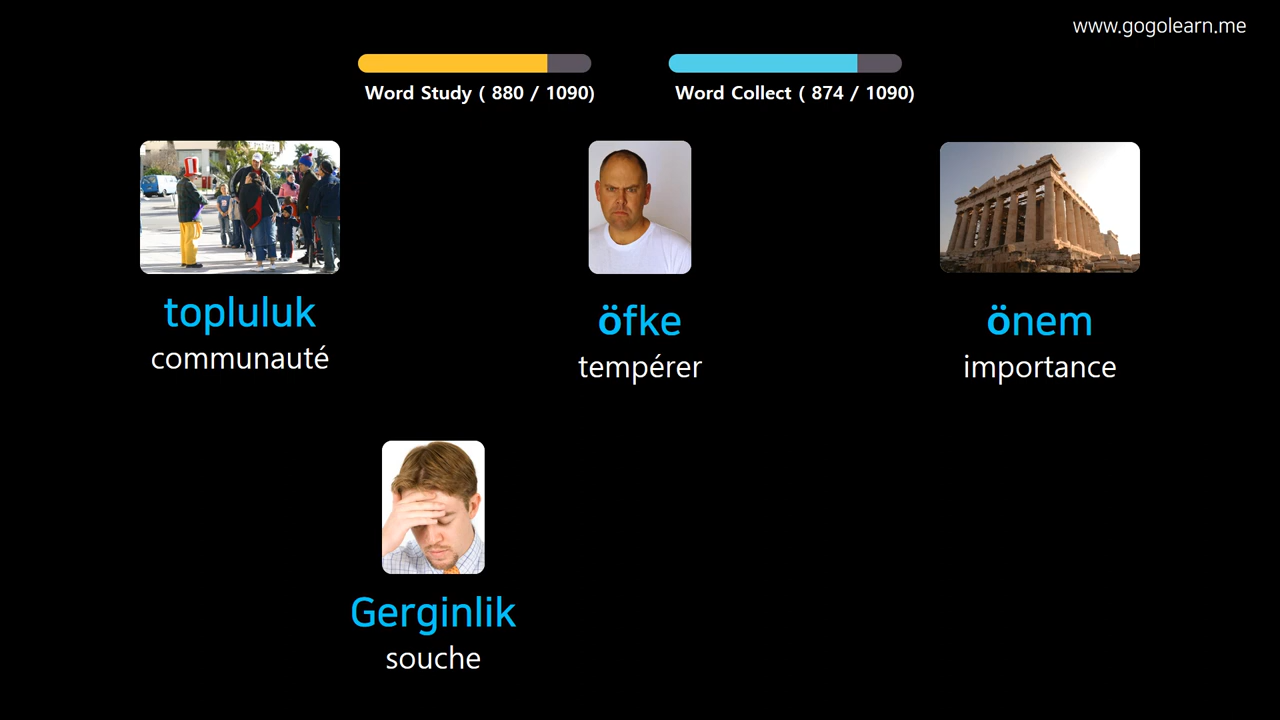 www.gogolearn.me
Word Study ( 880 / 1090)
Word Collect ( 874 / 1090)
topluluk
communauté
öfke
tempérer
önem
importance
Gerginlik
souche